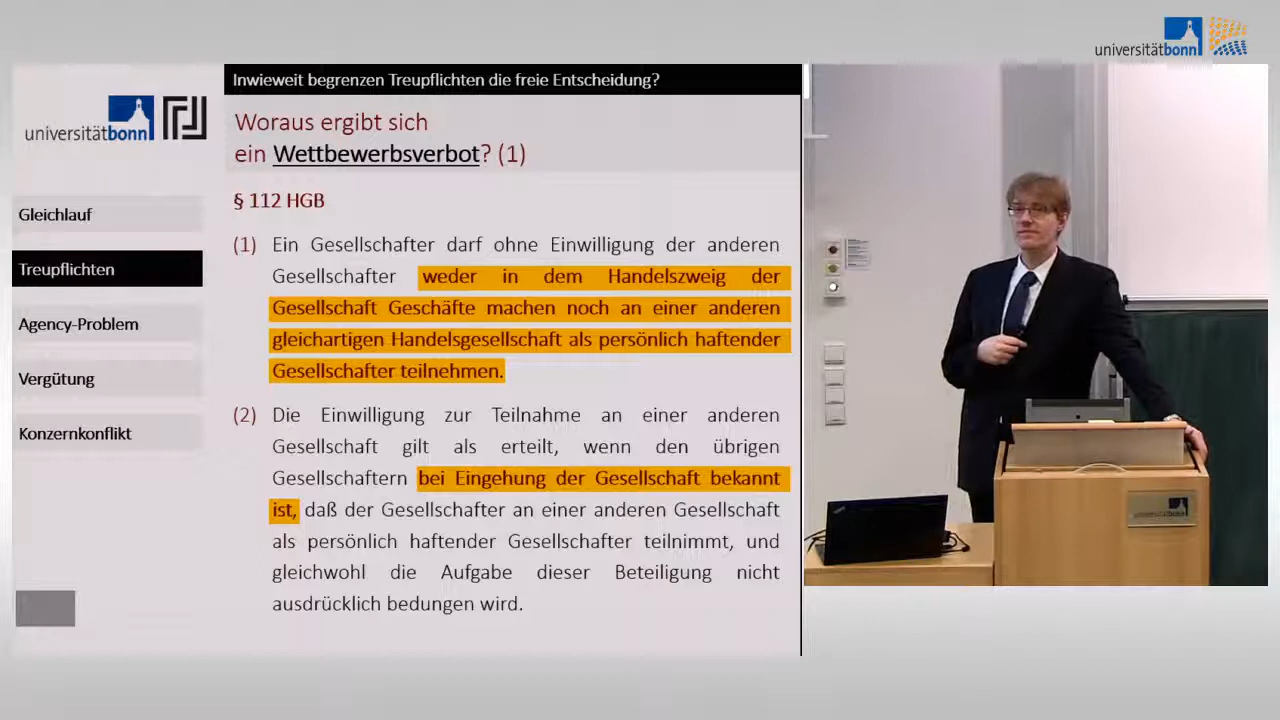 universitätbonn
Inwieweit begrenzen Treupflichten die freie Entscheidung?
universitätbonn
Woraus ergibt sich
ein Wettbewerbsverbot? (1)
Gleichlauf
Treupflichten
Agency-Problem
Vergütung
Konzernkonflikt
§ 112 HGB
(1) Ein Gesellschafter darf ohne Einwilligung der anderen
Gesellschafter weder in dem Handelszweig der
Gesellschaft Geschäfte machen noch an einer anderen
gleichartigen Handelsgesellschaft als persönlich haftender
Gesellschafter teilnehmen.
(2) Die Einwilligung zur Teilnahme an einer anderen
Gesellschaft gilt als erteilt, wenn den übrigen
Gesellschaftern bei Eingehung der Gesellschaft bekannt
ist, daß der Gesellschafter an einer anderen Gesellschaft
als persönlich haftender Gesellschafter teilnimmt, und
gleichwohl die Aufgabe dieser Beteiligung nicht
ausdrücklich bedungen wird.
universitätbonn